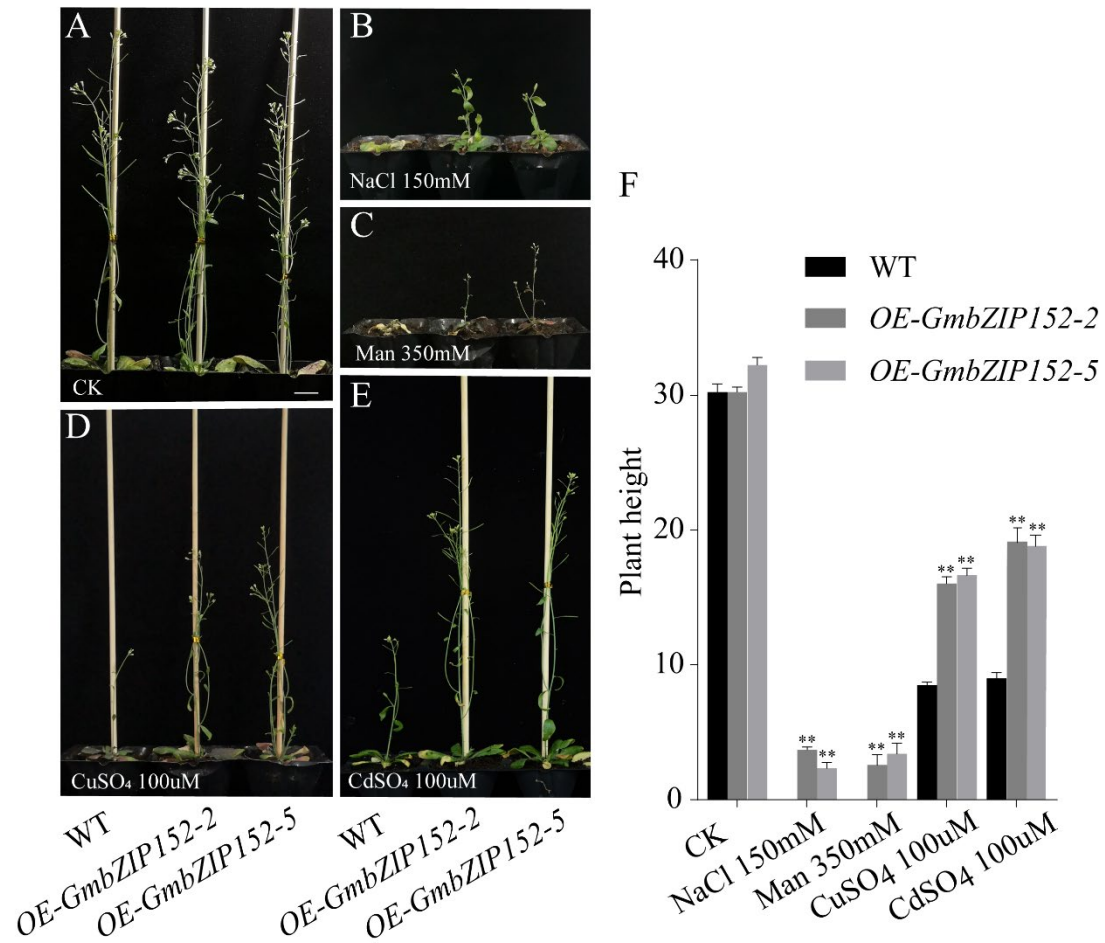 A
CK
B
NaCl 150mM
C
Man 350mM
D
CuSO₄ 100uM
E
CdSO₄ 100uM
WT
OE-GmbZIP152-2
OE-GmbZIP152-5
WT
OE-GmbZIP152-2
OE-GmbZIP152-5
F
Plant height
40
30
20
10
0
WT
OE-GmbZIP152-2
OE-GmbZIP152-5
** **
** **
** **
** **
CK
NaCl 150mM
Man 350mM
CuSO₄ 100uM
CdSO₄ 100uM